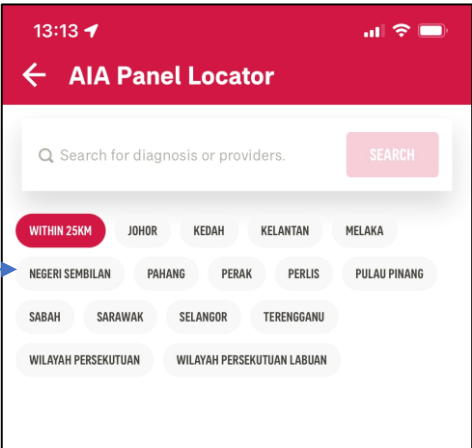 13:13
AIA Panel Locator
Search for diagnosis or providers. SEARCH
WITHIN 25KM JOHOR KEDAH KELANTAN MELAKA
NEGERI SEMBILAN PAHANG PERAK PERLIS PULAU PINANG
SABAH SARAWAK SELANGOR TERENGGANU
WILAYAH PERSEKUTUAN WILAYAH PERSEKUTUAN LABUAN